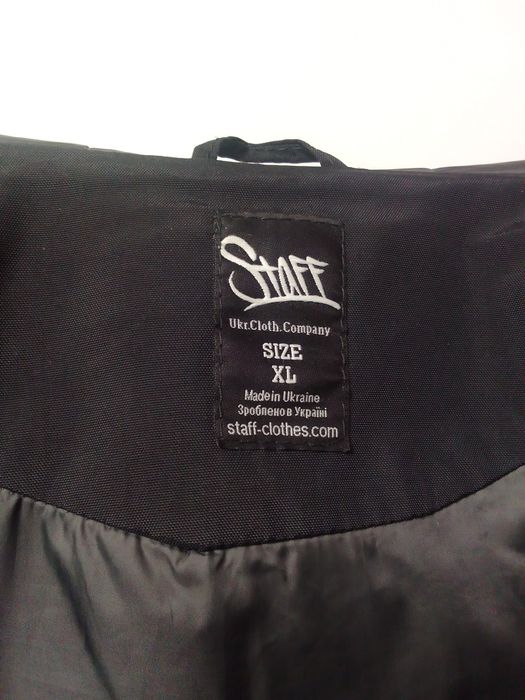 Staff
Ukr.Cloth.Company
SIZE
XL
Made in Ukraine
Зроблено в Україні
staff-clothes.com